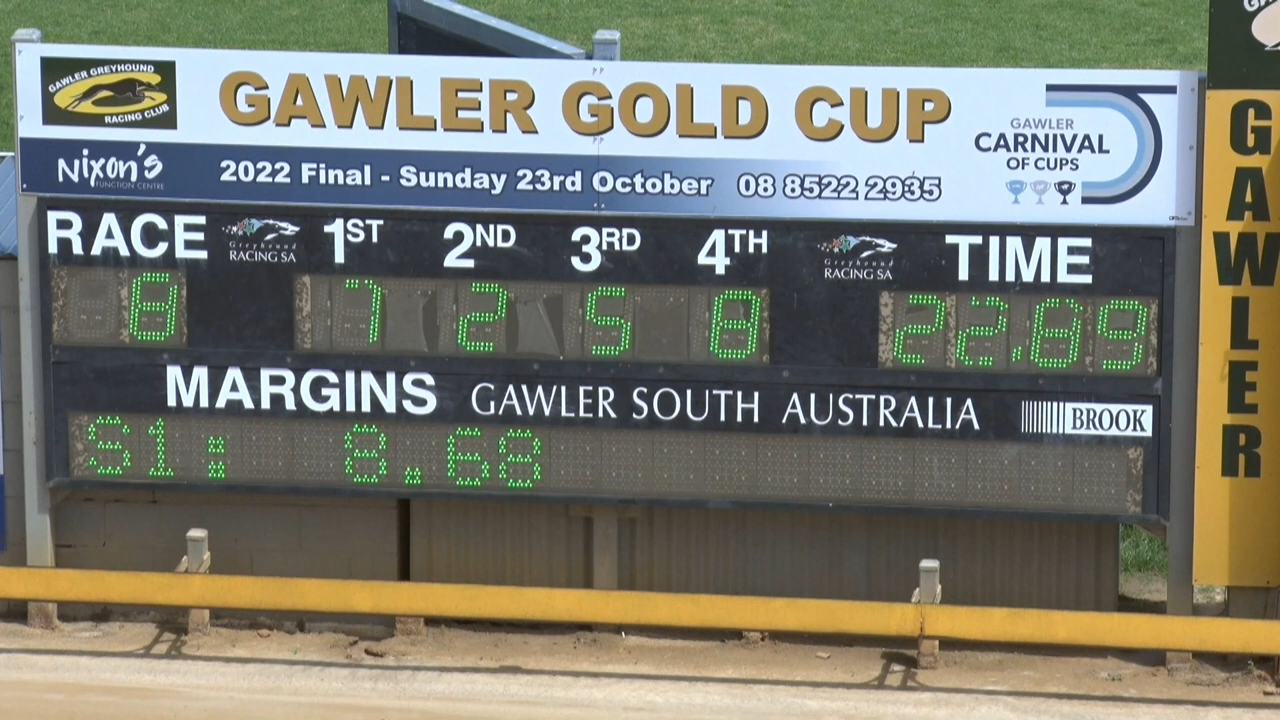 GAWLER GREYHOUND
RACING CLUB
GAWLER GOLD CUP
GAWLER
CARNIVAL
OF CUPS
Nixon's
FUNCTION CENTRE
2022 Final - Sunday 23rd October 08 8522 2935
RACE
Greyhound
RACING SA
1ST 2ND 3RD 4TH
Greyhound
RACING SA
TIME
8 7 2 5 8 22.89
MARGINS GAWLER SOUTH AUSTRALIA BROOK
S1: 8.68
GAWLER